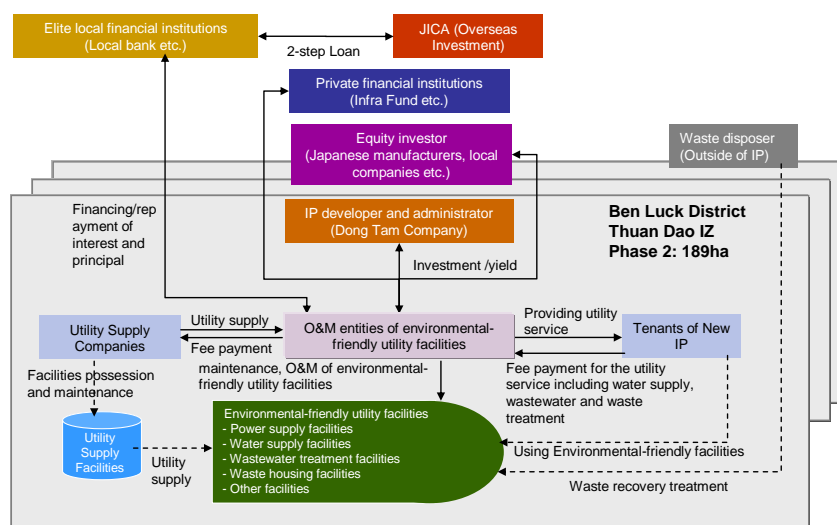 Elite local financial institutions
(Local bank etc.)
2-step Loan
JICA (Overseas
Investment)
Private financial institutions
(Infra Fund etc.)
Equity investor
(Japanese manufacturers, local
companies etc.)
Waste disposer
(Outside of IP)
Financing/rep
ayment of
interest and
principal
IP developer and administrator
(Dong Tam Company)
Ben Luck District
Thuan Dao IZ
Phase 2: 189ha
Investment /yield
Utility Supply
Companies
Utility supply
Fee payment
O&M entities of environmental-
friendly utility facilities
Providing utility
service
Tenants of New
IP
maintenance, O&M of environmental-
friendly utility facilities
Fee payment for the utility
service including water supply,
wastewater and waste
treatment
Facilities possession
and maintenance
Utility
Supply
Facilities
Utility
supply
Environmental-friendly utility facilities
- Power supply facilities
- Water supply facilities
- Wastewater treatment facilities
- Waste housing facilities
- Other facilities
Using Environmental-friendly facilities
Waste recovery treatment